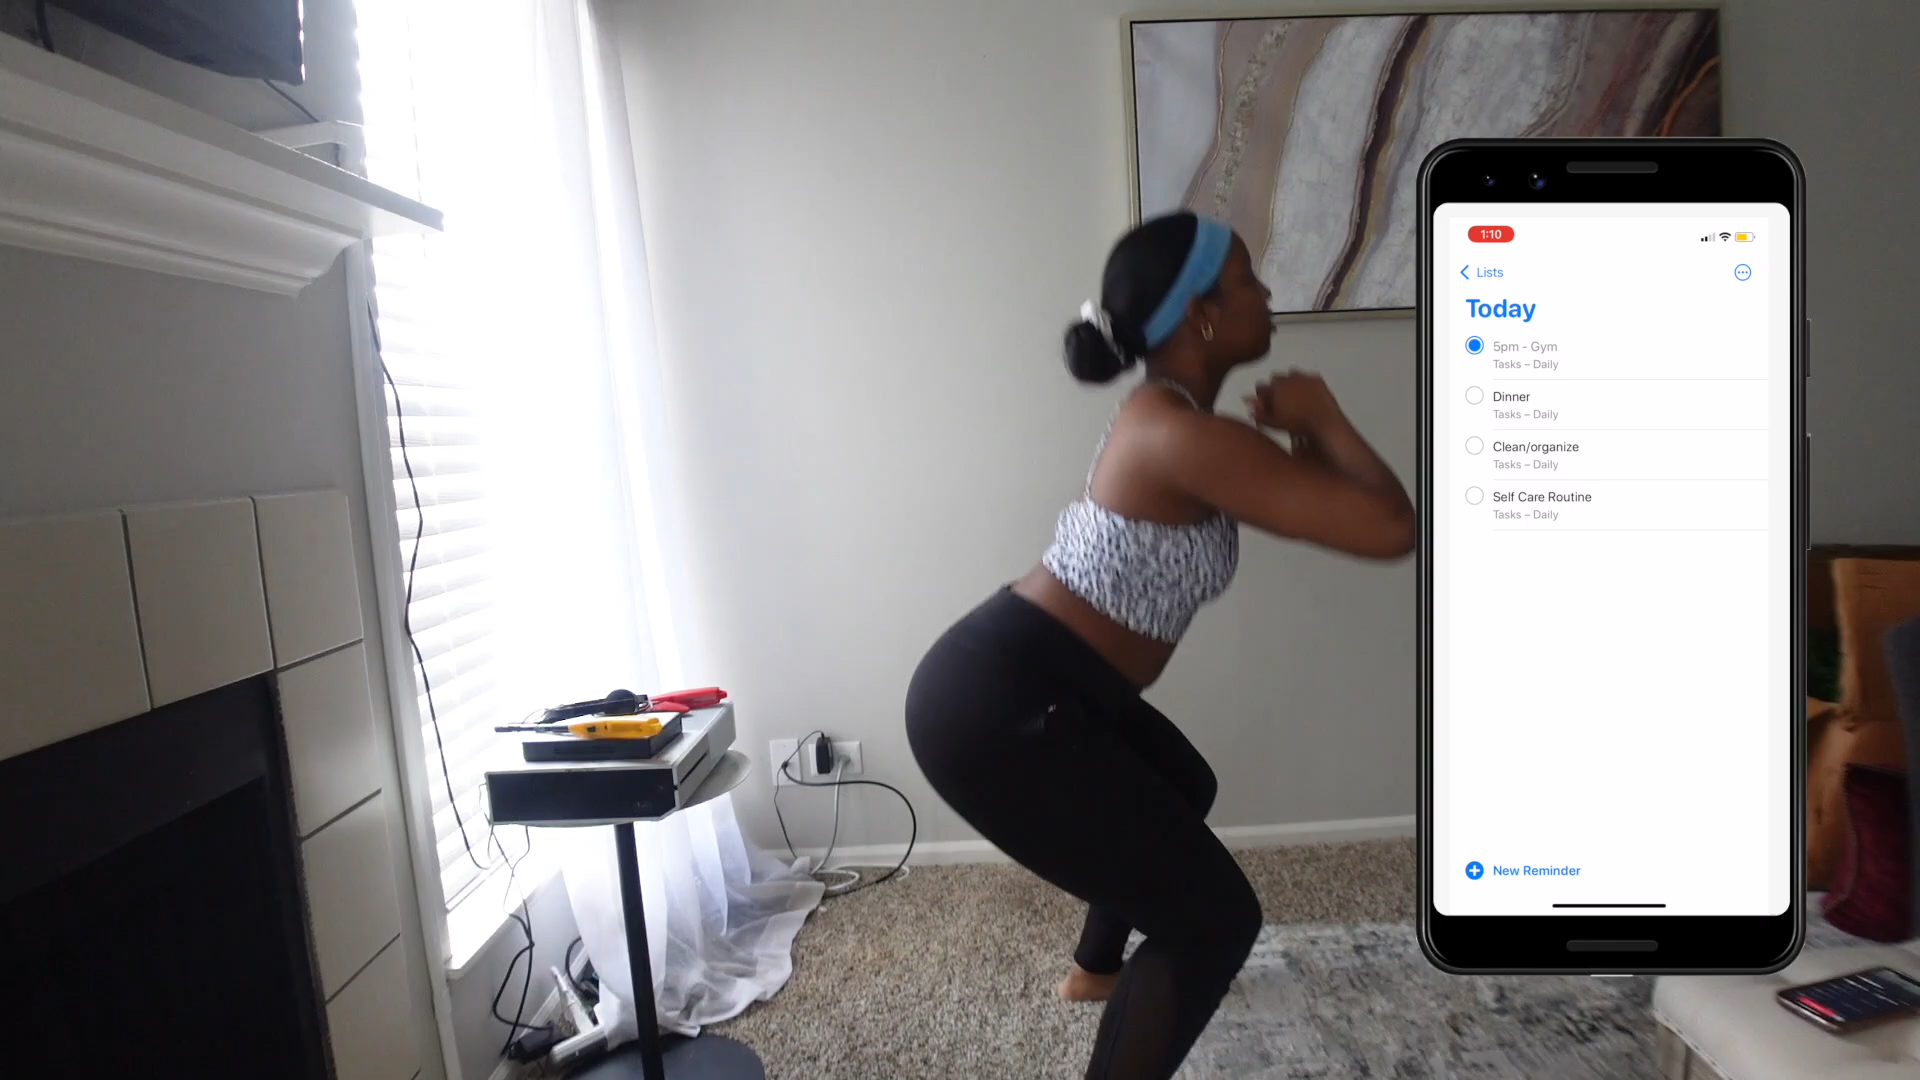 1:10
Lists
Today
5pm - Gym
Tasks – Daily
Dinner
Tasks – Daily
Clean/organize
Tasks – Daily
Self Care Routine
Tasks – Daily
New Reminder